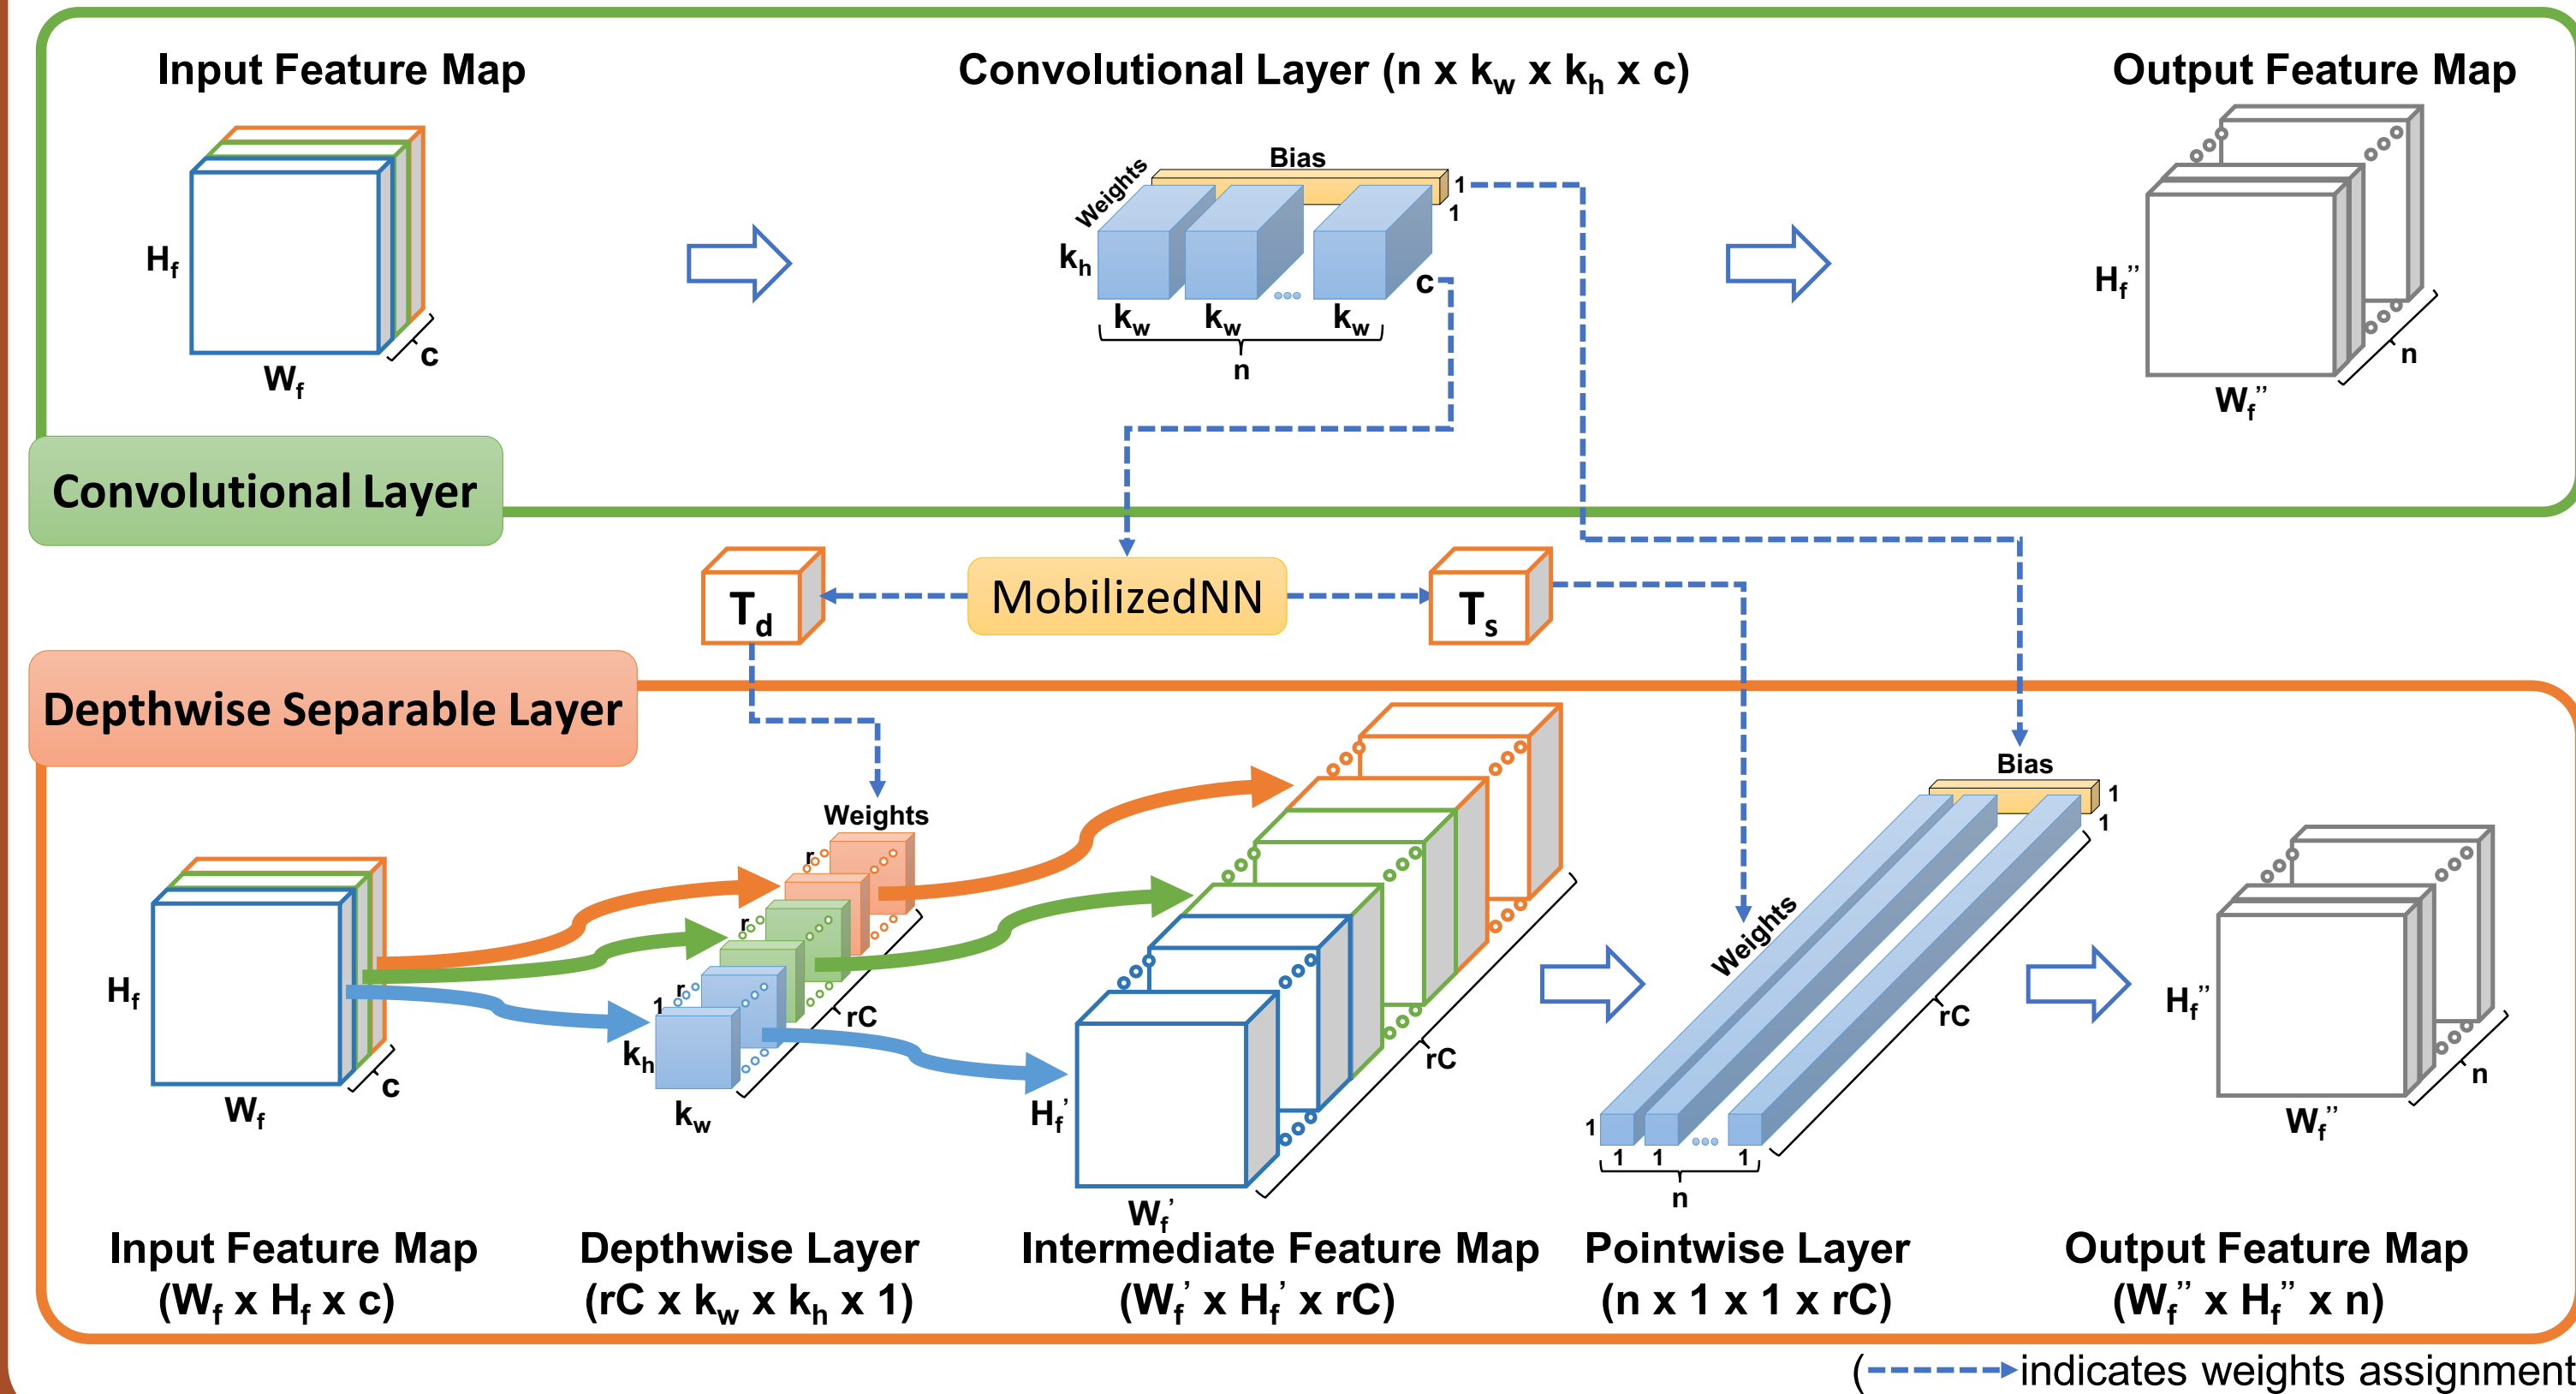 Input Feature Map
Convolutional Layer (n x kw x kh x c)
Output Feature Map
Bias
Weights
1
1
Hf
kh
c
Hf’’
kw kw kw
n
c
Wf
n
Wf’’
Convolutional Layer
Td
MobilizedNN
Ts
Depthwise Separable Layer
Weights
Bias
1
1
r
r
r
1
Weights
Hf
kh
rC
rC
rC
Hf’’
c
Wf
kw
Hf’
Wf’
1
1 1 1
n
n
Wf’’
Input Feature Map
(Wf x Hf x c)
Depthwise Layer
(rC x kw x kh x 1)
Intermediate Feature Map
(Wf’ x Hf’ x rC)
Pointwise Layer
(n x 1 x 1 x rC)
Output Feature Map
(Wf’’ x Hf’’ x n)
( indicates weights assignment